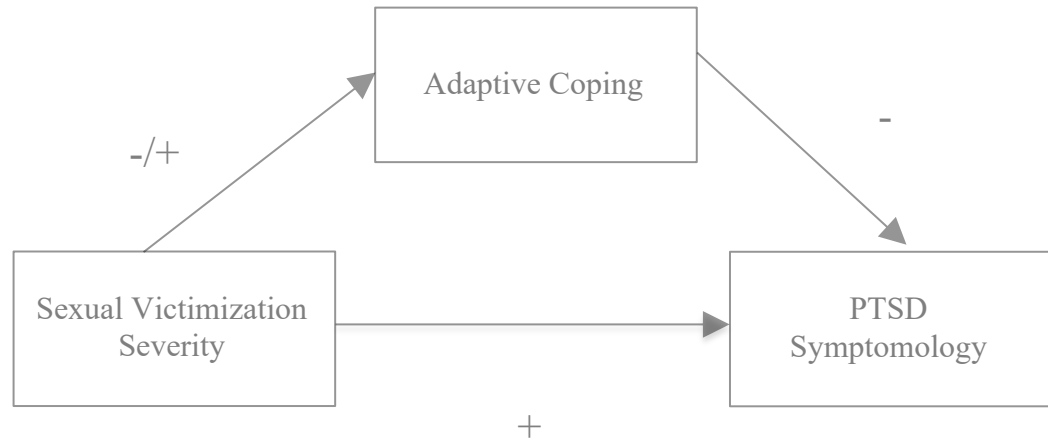 Adaptive Coping
-/+
-
Sexual Victimization
Severity
PTSD
Symptomology
+